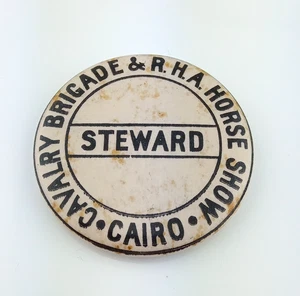 CAVALRY BRIGADE & R.H.A. HORSE SHOW
STEWARD
• CAIRO •